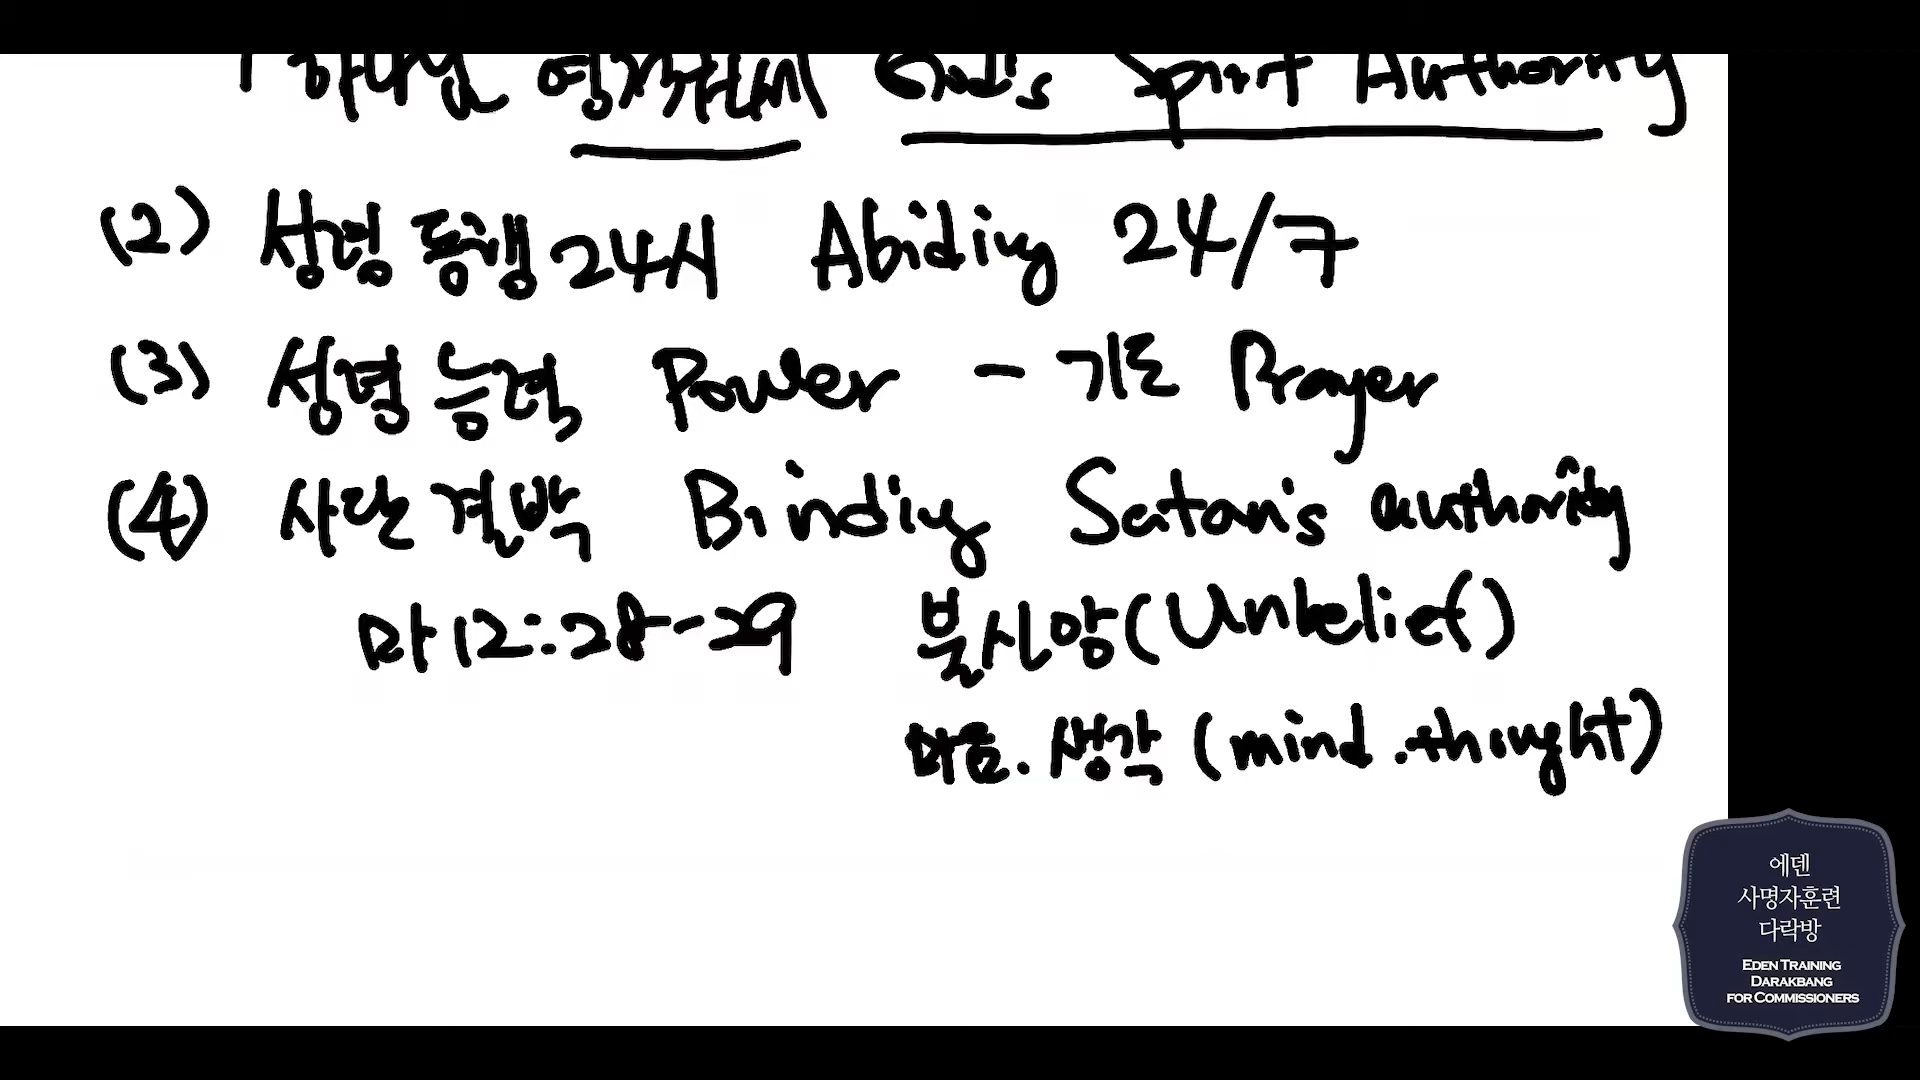 하나님 영적권세 God's Spirit Authority
(2) 성령 동행 24시 Abiding 24/7
(3) 성령 능력 Power - 기도 Prayer
(4) 사단 결박 Binding Satan's authority
마 12:28-29 불신앙 (Unbelief)
마음. 생각 (mind. thought)
에덴
사명자훈련
다락방
EDEN TRAINING
DARAKBANG
FOR COMMISSIONERS